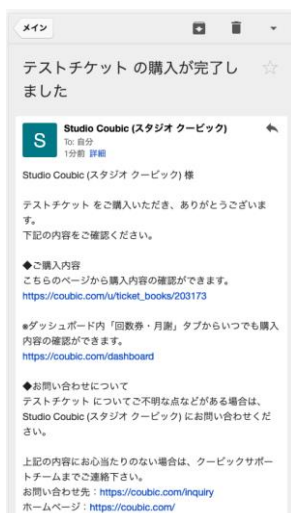 メイン
テストチケット の購入が完了し
ました
S
Studio Coubic (スタジオ クービック)
To: 自分
1分前 詳細
Studio Coubic (スタジオ クービック) 様
テストチケット をご購入いただき、ありがとうございま
す。
下記の内容をご確認ください。
◆ご購入内容
こちらのページから購入内容の確認ができます。
https://coubic.com/u/ticket_books/203173
※ダッシュボード内「回数券・月謝」タブからいつでも購入
内容の確認ができます。
https://coubic.com/dashboard
◆お問い合わせについて
テストチケット についてご不明な点などがある場合は、
Studio Coubic (スタジオ クービック) にお問い合わせくだ
さい。
上記の内容にお心当たりのない場合は、クービックサポー
トチームまでご連絡下さい。
お問い合わせ先：https://coubic.com/inquiry
ホームページ：https://coubic.com/